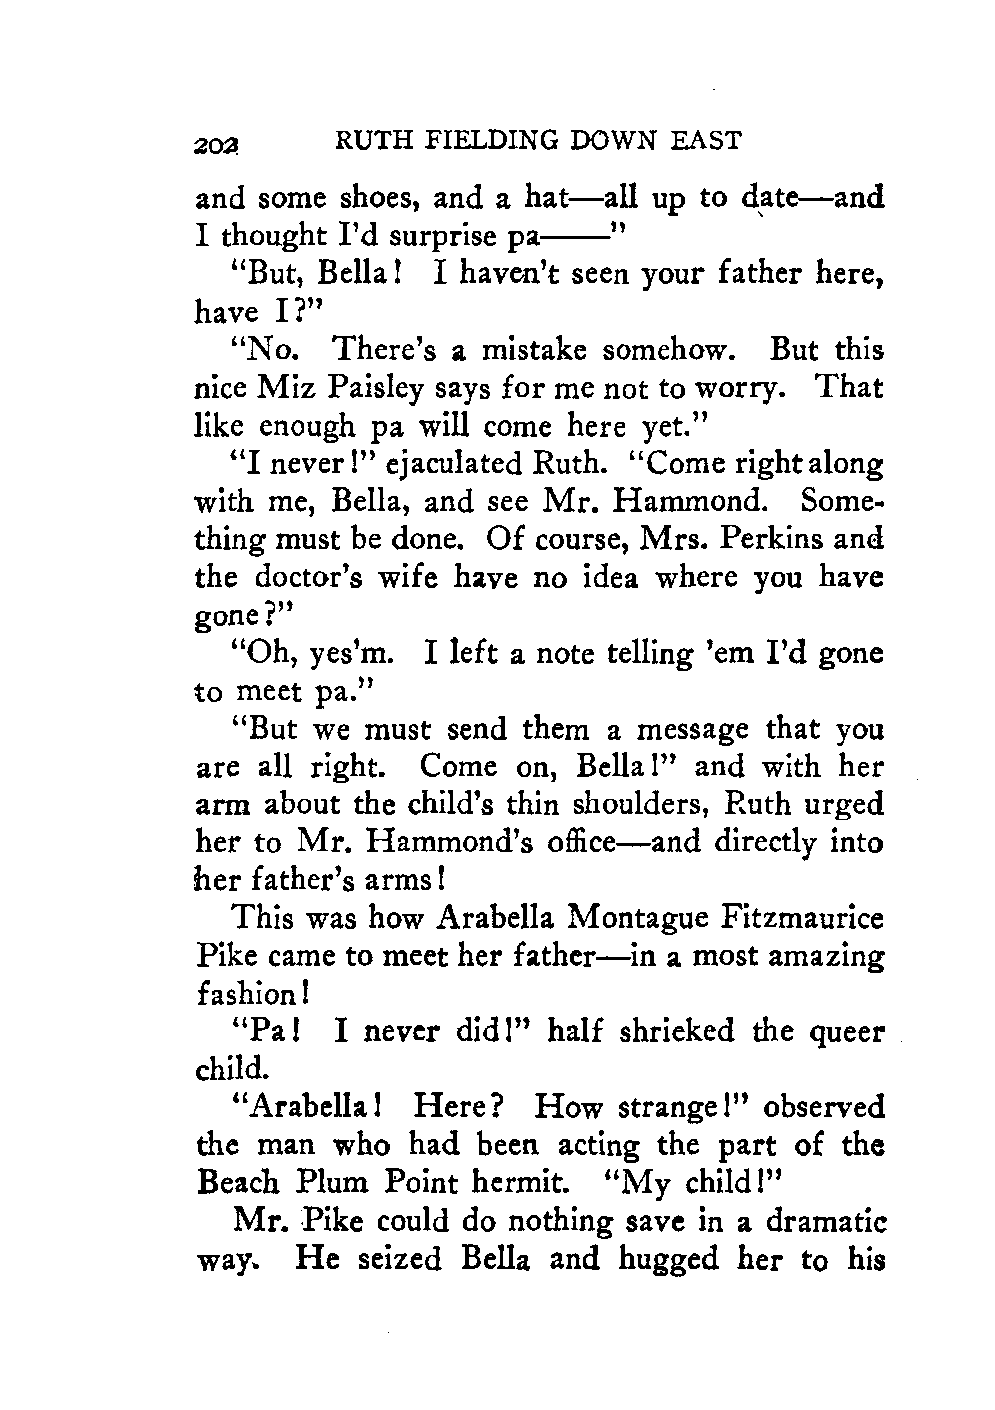 202 RUTH FIELDING DOWN EAST
and some shoes, and a hat—all up to date—and
I thought I'd surprise pa——"
"But, Bella! I haven't seen your father here,
have I?"
"No. There's a mistake somehow. But this
nice Miz Paisley says for me not to worry. That
like enough pa will come here yet."
"I never!" ejaculated Ruth. "Come right along
with me, Bella, and see Mr. Hammond. Some-
thing must be done. Of course, Mrs. Perkins and
the doctor's wife have no idea where you have
gone?"
"Oh, yes'm. I left a note telling 'em I'd gone
to meet pa."
"But we must send them a message that you
are all right. Come on, Bella!" and with her
arm about the child's thin shoulders, Ruth urged
her to Mr. Hammond's office—and directly into
her father's arms!
This was how Arabella Montague Fitzmaurice
Pike came to meet her father—in a most amazing
fashion!
"Pa! I never did!" half shrieked the queer
child.
"Arabella! Here? How strange!" observed
the man who had been acting the part of the
Beach Plum Point hermit. "My child!"
Mr. Pike could do nothing save in a dramatic
way. He seized Bella and hugged her to his